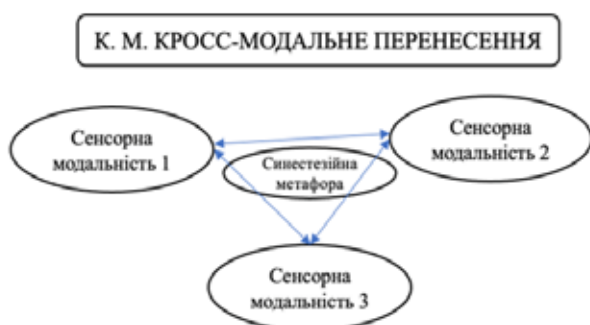 К. М. КРОСС-МОДАЛЬНЕ ПЕРЕНЕСЕННЯ
Сенсорна
модальність 1
Сенсорна
модальність 2
Синестезійна
метафора
Сенсорна
модальність 3